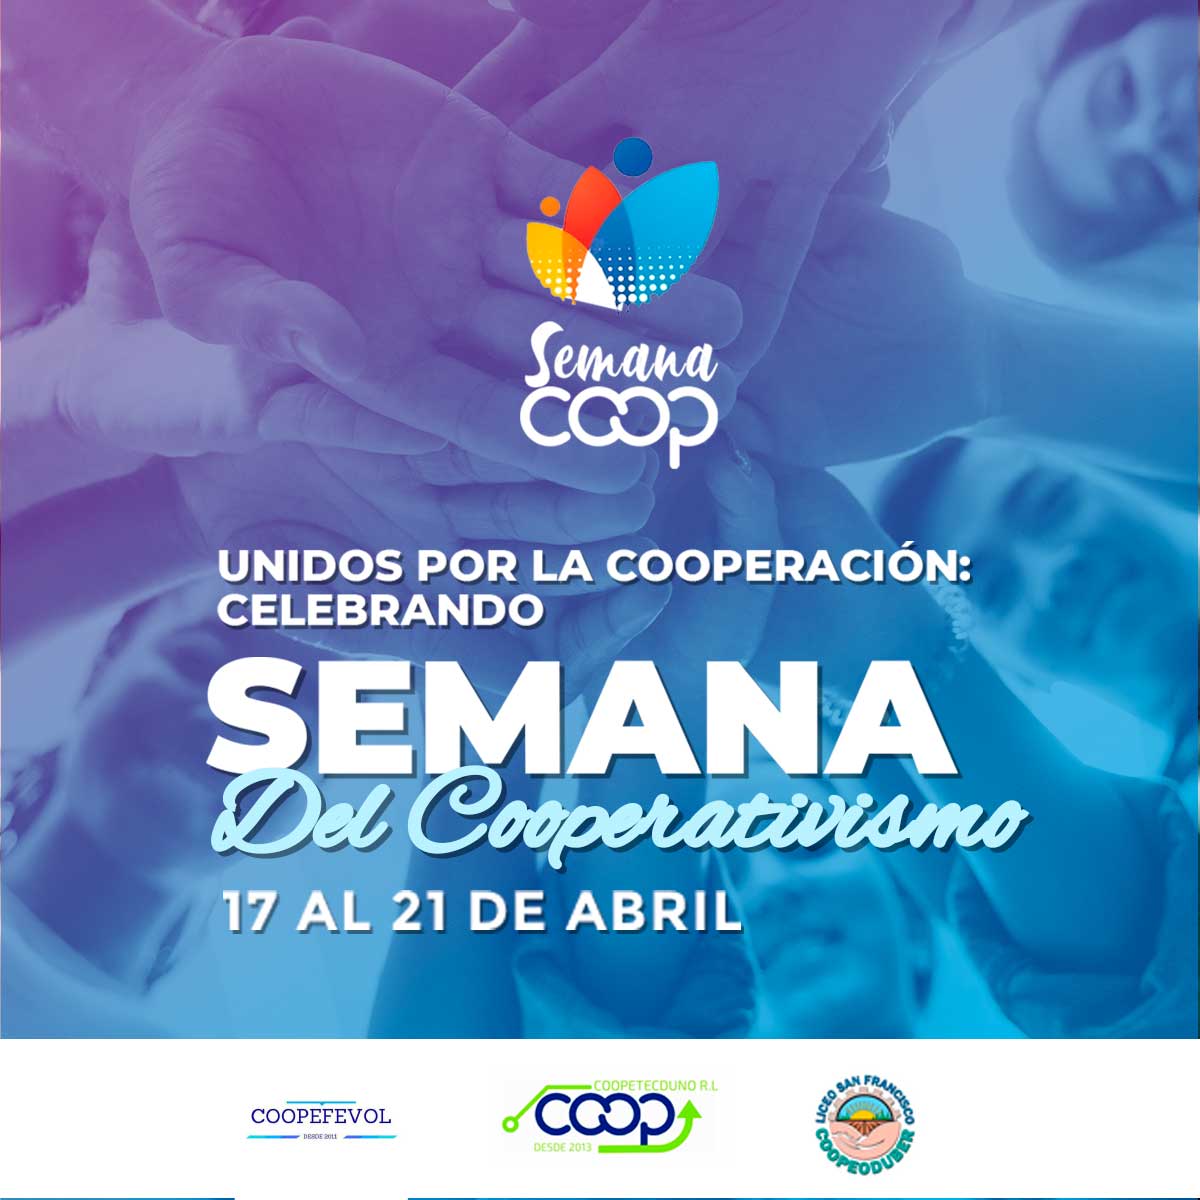 Semana
coop
UNIDOS POR LA COOPERACIÓN:
CELEBRANDO
SEMANA
Del Cooperativismo
17 AL 21 DE ABRIL
COOPEFEVOL
DESDE 2011
COOPETECDUNO R.L
coop
DESDE 2013
LICEO SAN FRANCISCO
COOPEODUBER